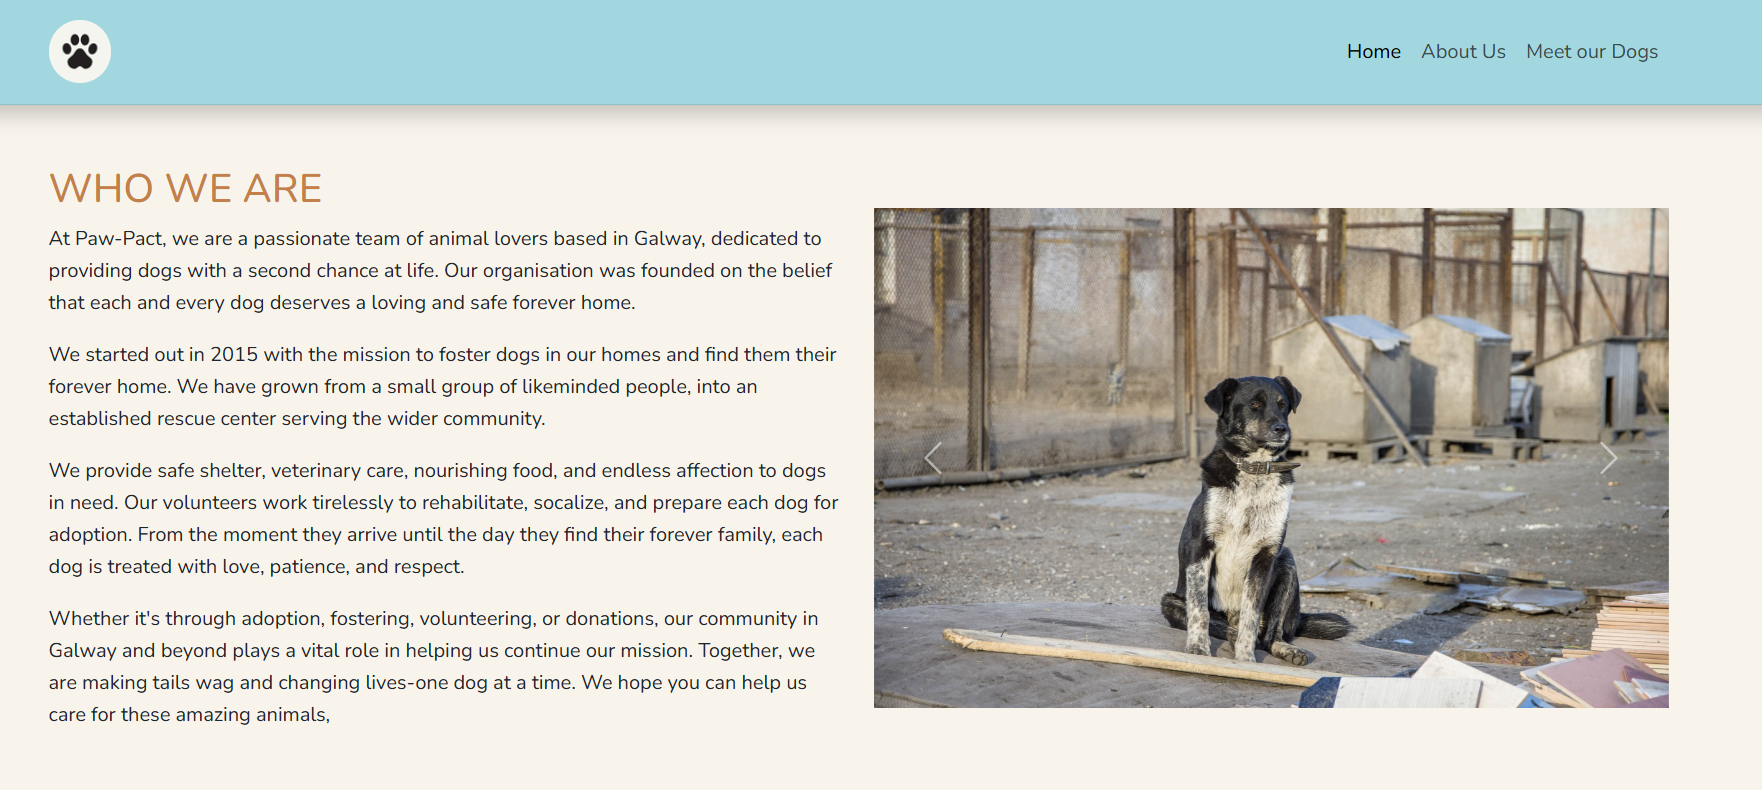 Home About Us Meet our Dogs
WHO WE ARE
At Paw-Pact, we are a passionate team of animal lovers based in Galway, dedicated to
providing dogs with a second chance at life. Our organisation was founded on the belief
that each and every dog deserves a loving and safe forever home.
We started out in 2015 with the mission to foster dogs in our homes and find them their
forever home. We have grown from a small group of likeminded people, into an
established rescue center serving the wider community.
We provide safe shelter, veterinary care, nourishing food, and endless affection to dogs
in need. Our volunteers work tirelessly to rehabilitate, socalize, and prepare each dog for
adoption. From the moment they arrive until the day they find their forever family, each
dog is treated with love, patience, and respect.
Whether it's through adoption, fostering, volunteering, or donations, our community in
Galway and beyond plays a vital role in helping us continue our mission. Together, we
are making tails wag and changing lives-one dog at a time. We hope you can help us
care for these amazing animals,